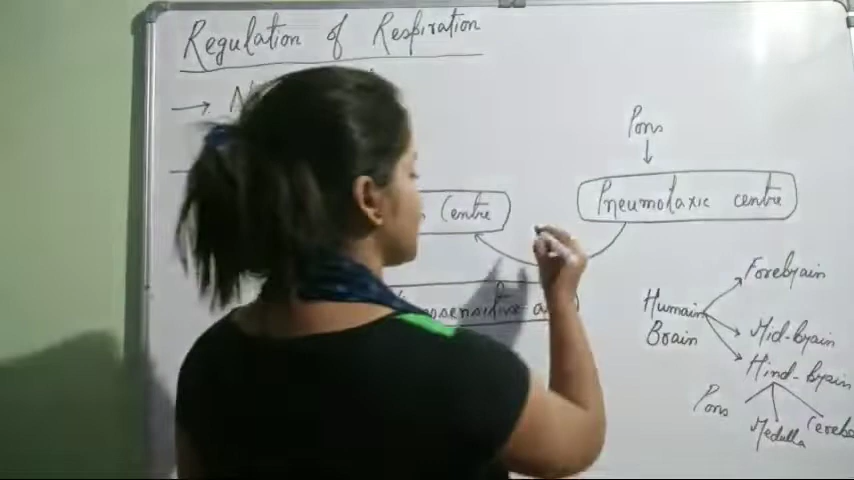 Regulation of Respiration
Pons
Centre
Pneumotaxic centre
Forebrain
Human
Brain
Mid-brain
Hind-brain
Pons
Medulla